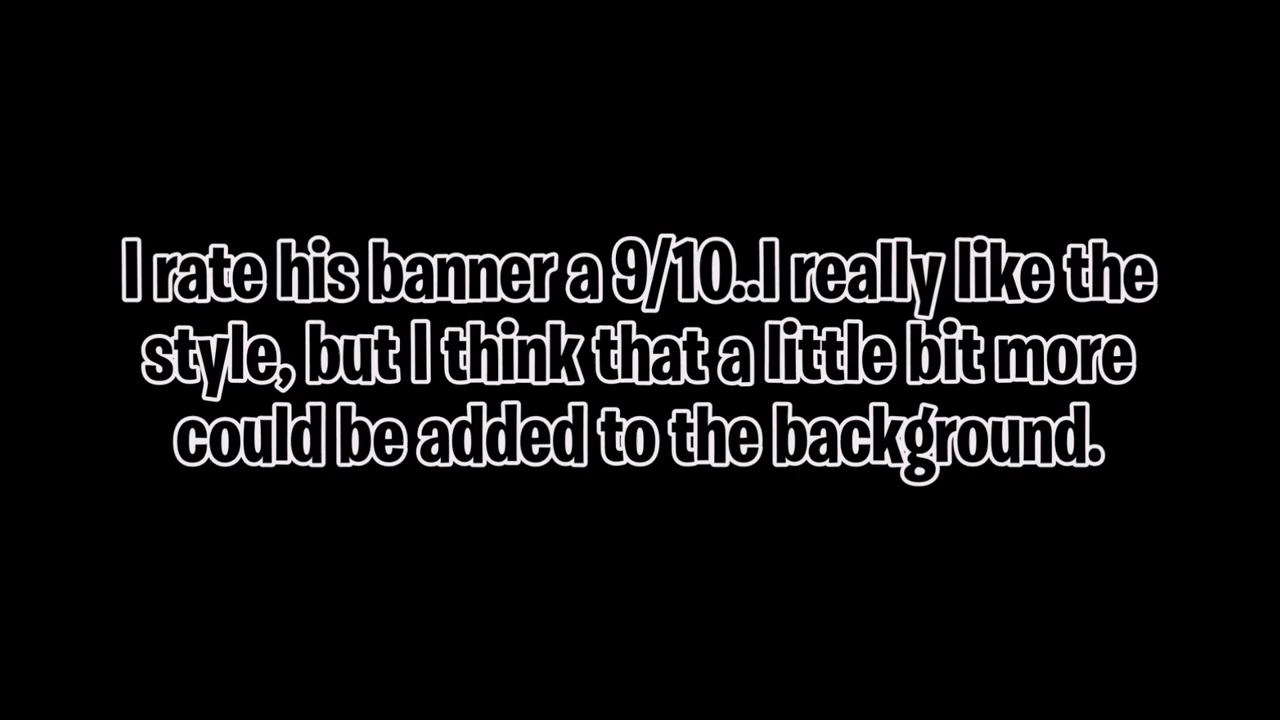 I rate his banner a 9/10..I really like the
style, but I think that a little bit more
could be added to the background.